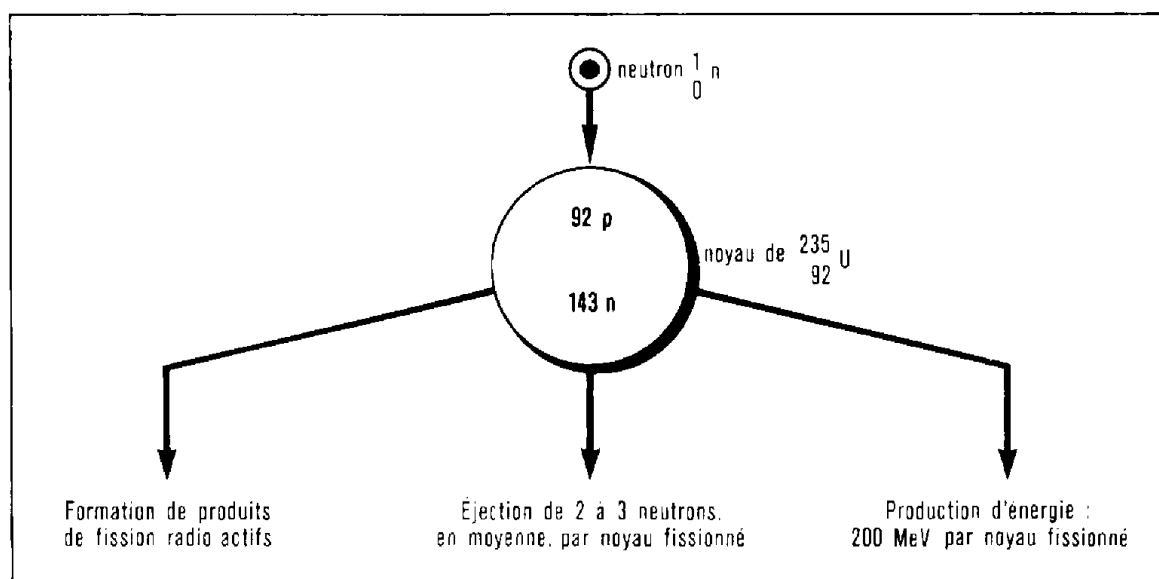 neutron 1 n
0
92 p
143 n
noyau de 235 U
92
Formation de produits
de fission radio actifs
Éjection de 2 à 3 neutrons,
en moyenne, par noyau fissionné
Production d'énergie :
200 MeV par noyau fissionné